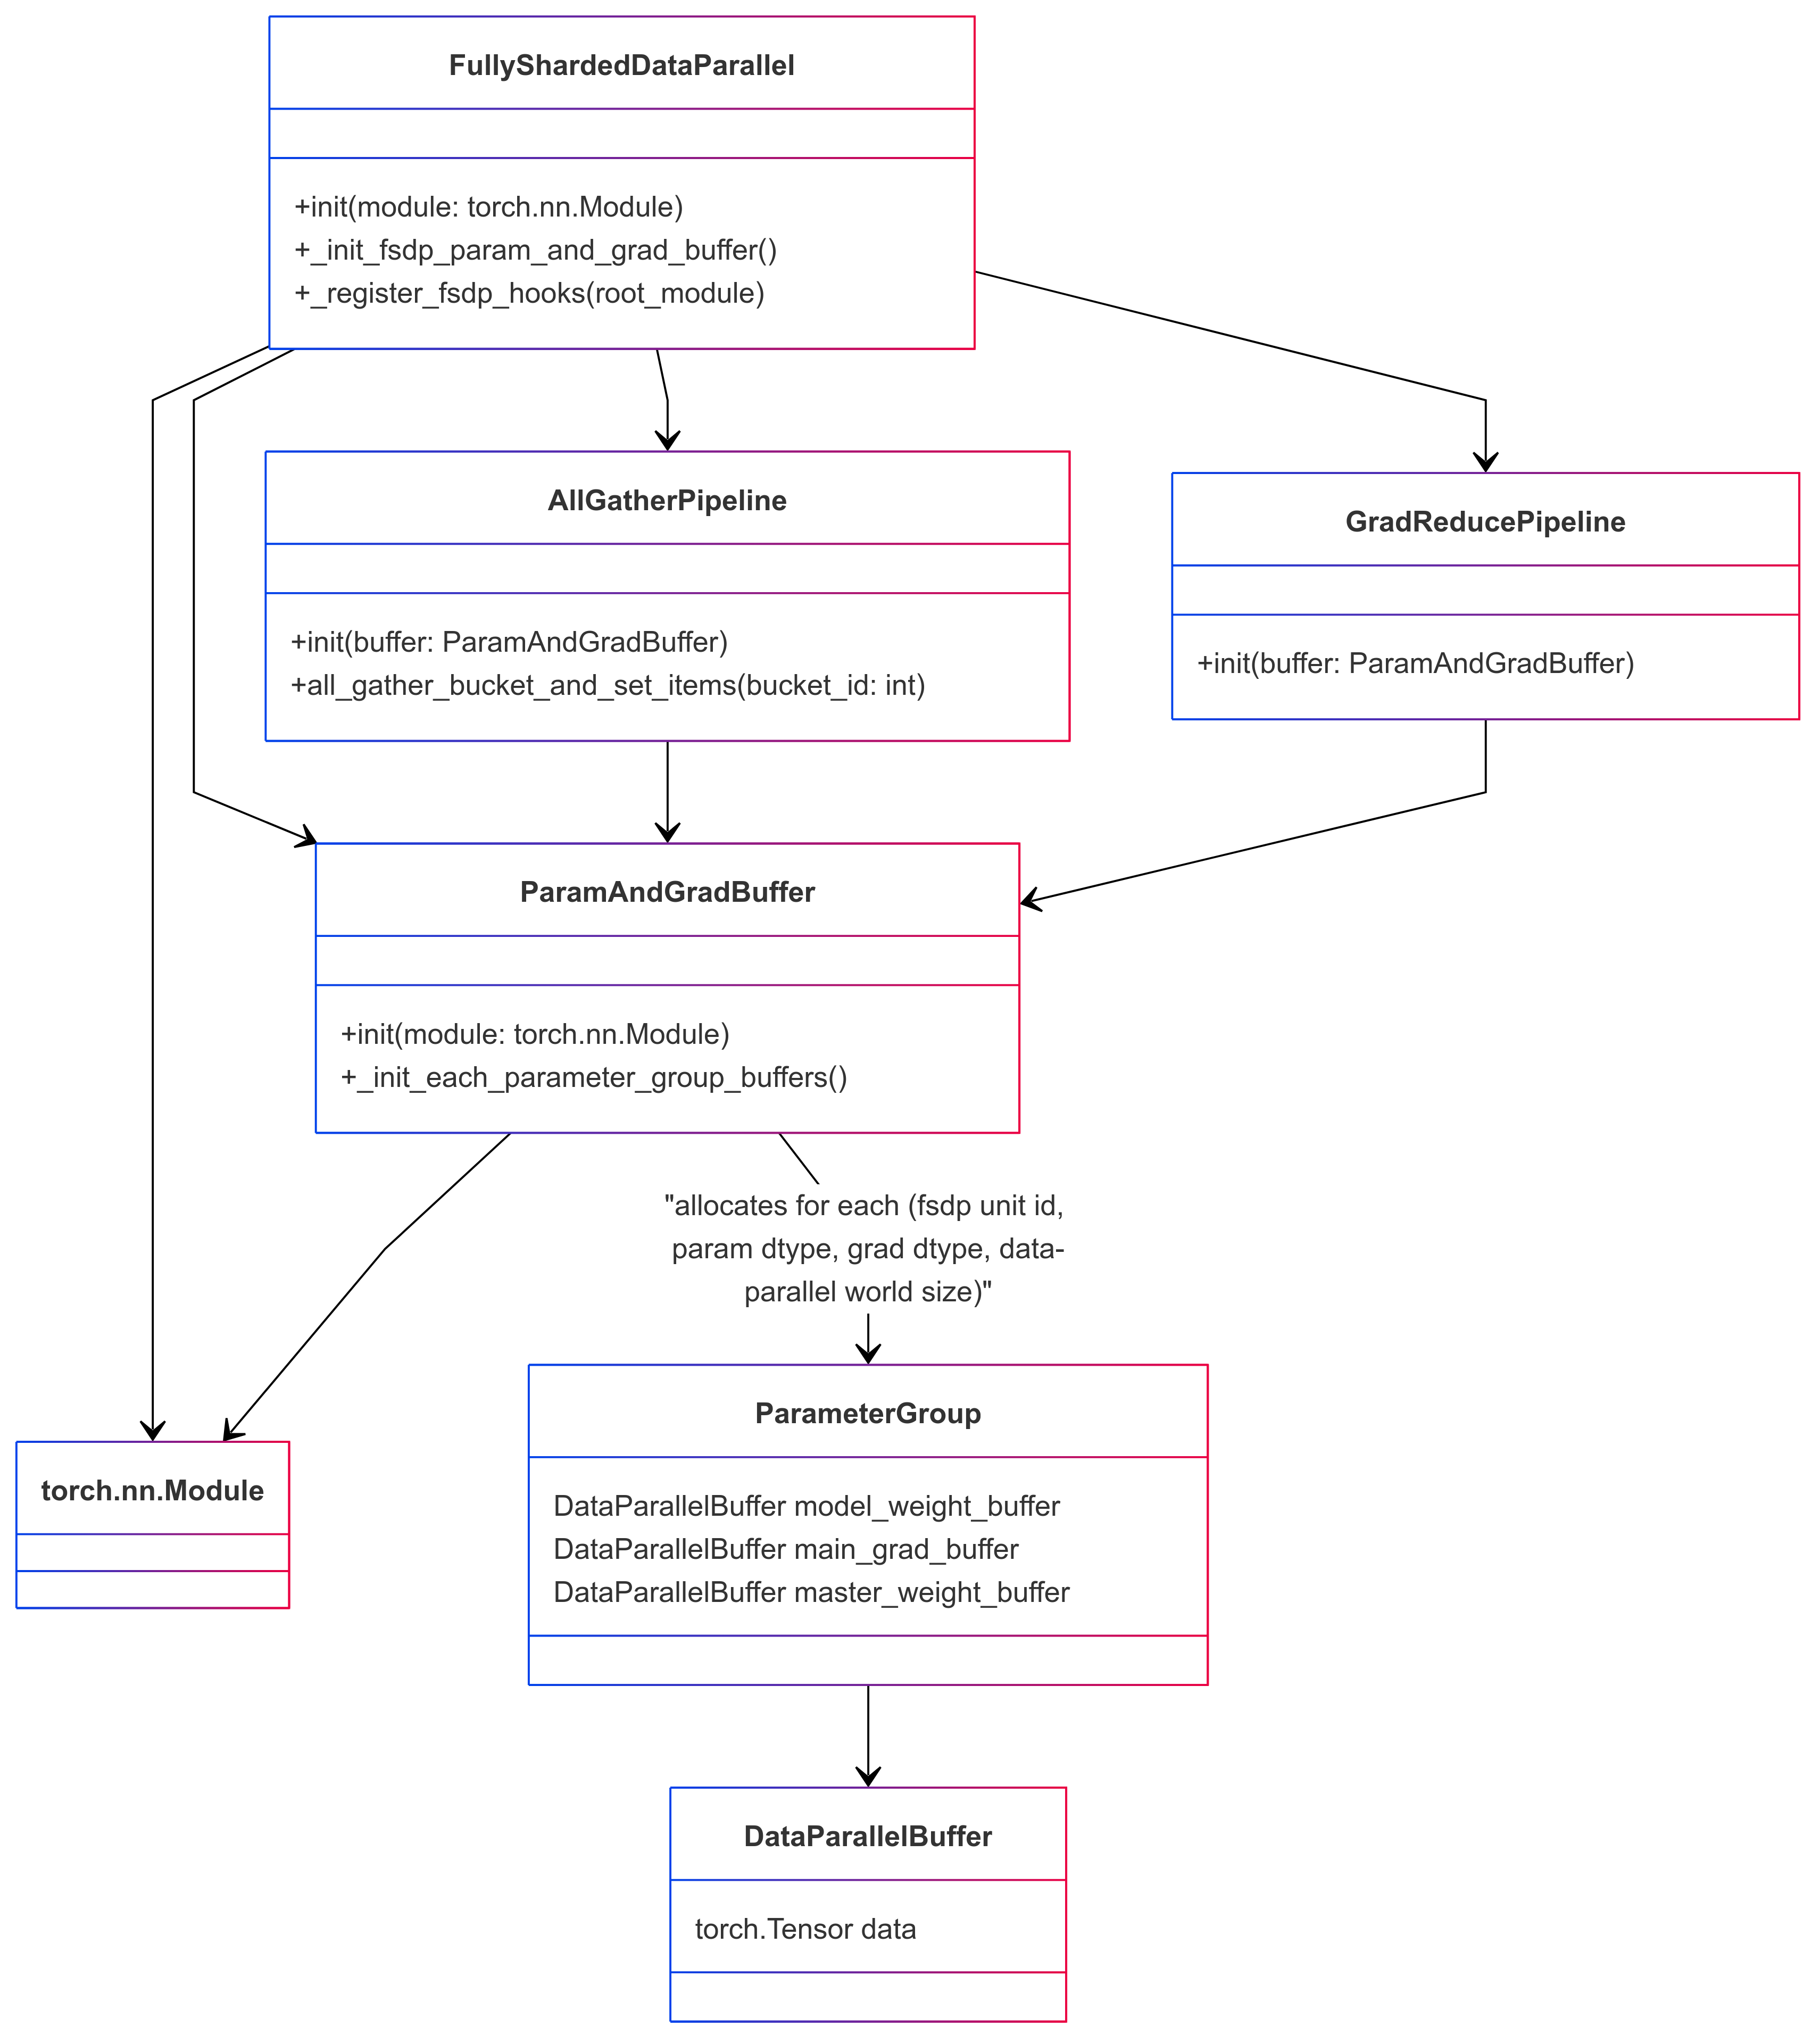 FullyShardedDataParallel
+init(module: torch.nn.Module)
+_init_fsdp_param_and_grad_buffer()
+_register_fsdp_hooks(root_module)
AllGatherPipeline
+init(buffer: ParamAndGradBuffer)
+all_gather_bucket_and_set_items(bucket_id: int)
GradReducePipeline
+init(buffer: ParamAndGradBuffer)
ParamAndGradBuffer
+init(module: torch.nn.Module)
+_init_each_parameter_group_buffers()
"allocates for each (fsdp unit id,
param dtype, grad dtype, data-
parallel world size)"
torch.nn.Module
ParameterGroup
DataParallelBuffer model_weight_buffer
DataParallelBuffer main_grad_buffer
DataParallelBuffer master_weight_buffer
DataParallelBuffer
torch.Tensor data